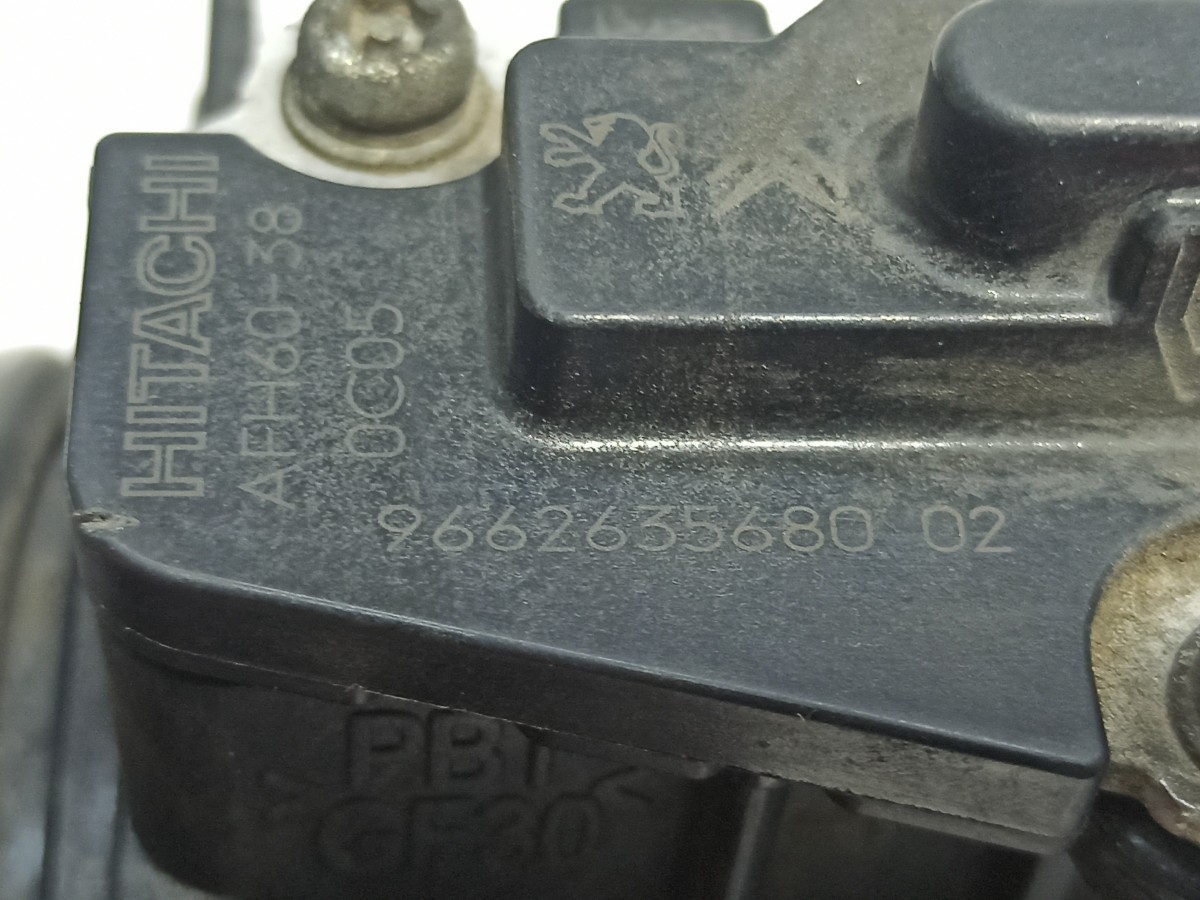 HITACHI
AFH60-38
0C05
9662635680 02
>PBT<
GF30